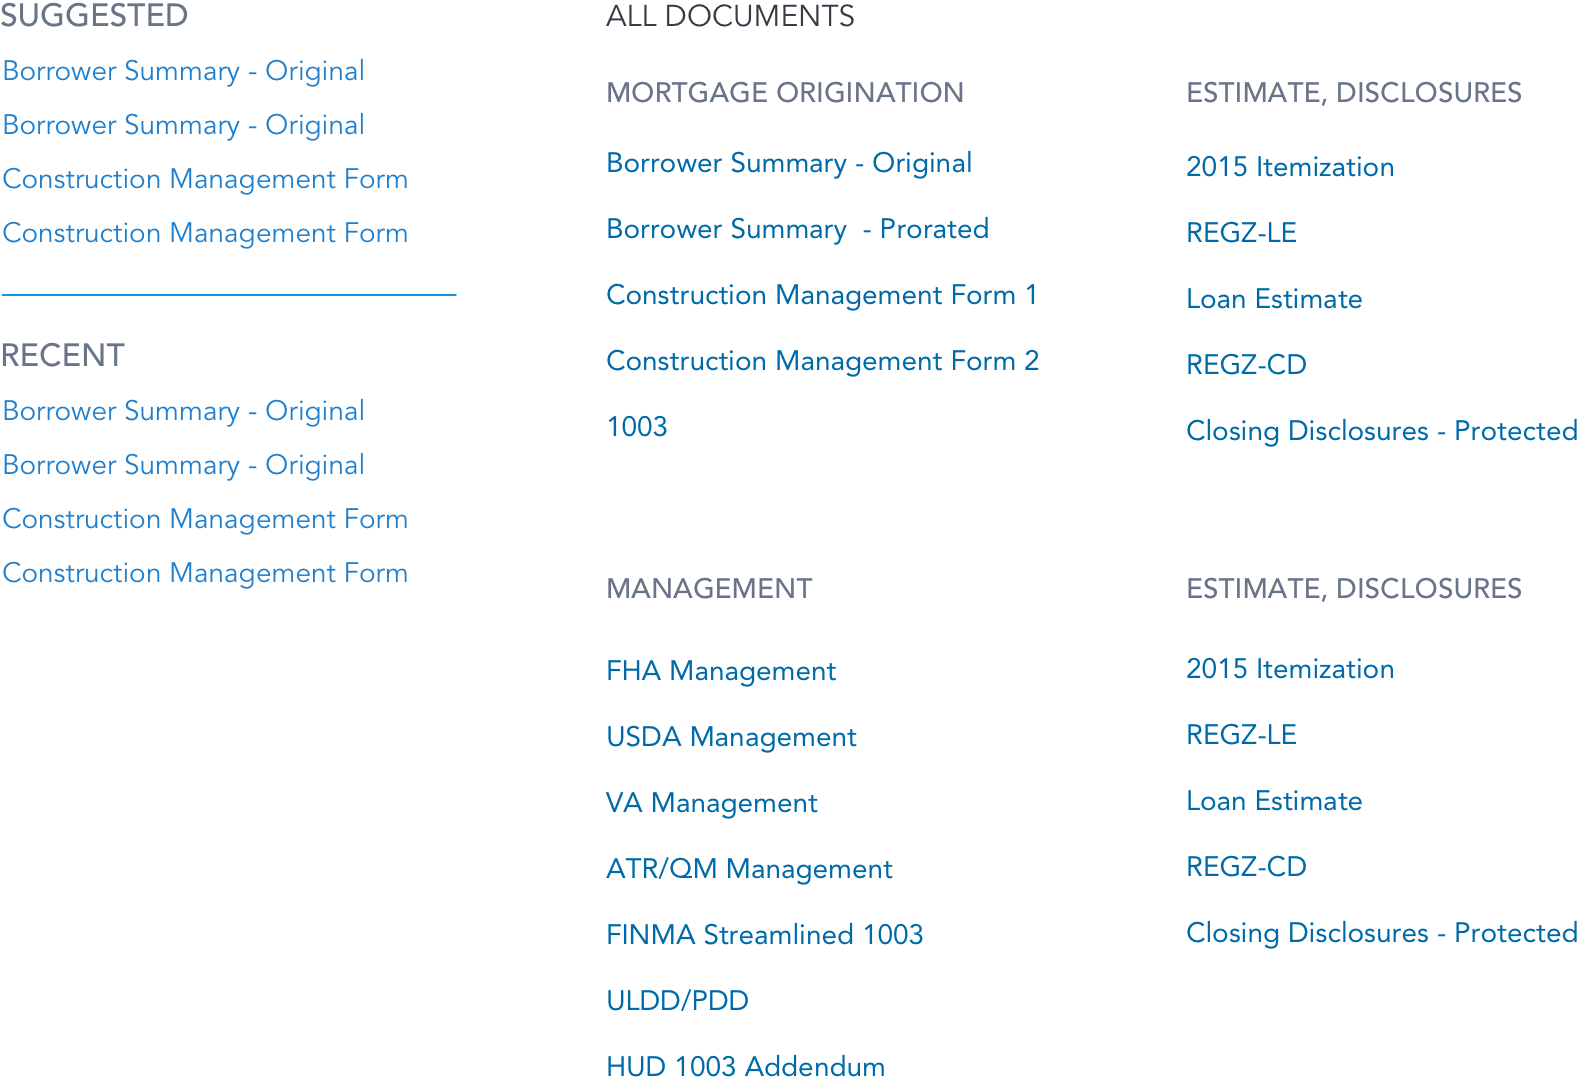 SUGGESTED
Borrower Summary - Original
Borrower Summary - Original
Construction Management Form
Construction Management Form
RECENT
Borrower Summary - Original
Borrower Summary - Original
Construction Management Form
Construction Management Form
ALL DOCUMENTS
MORTGAGE ORIGINATION
Borrower Summary - Original
Borrower Summary  - Prorated
Construction Management Form 1
Construction Management Form 2
1003
ESTIMATE, DISCLOSURES
2015 Itemization
REGZ-LE
Loan Estimate
REGZ-CD
Closing Disclosures - Protected
MANAGEMENT
FHA Management
USDA Management
VA Management
ATR/QM Management
FINMA Streamlined 1003
ULDD/PDD
HUD 1003 Addendum
ESTIMATE, DISCLOSURES
2015 Itemization
REGZ-LE
Loan Estimate
REGZ-CD
Closing Disclosures - Protected